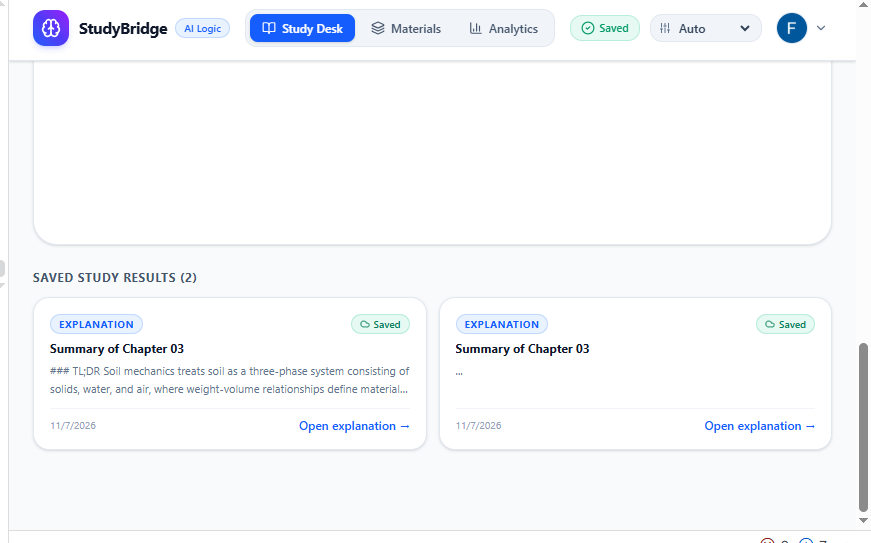 StudyBridge AI Logic Study Desk Materials Analytics Saved Auto F
SAVED STUDY RESULTS (2)
EXPLANATION Saved
Summary of Chapter 03
### TL;DR Soil mechanics treats soil as a three-phase system consisting of
solids, water, and air, where weight-volume relationships define material...
11/7/2026 Open explanation →
EXPLANATION Saved
Summary of Chapter 03
...
11/7/2026 Open explanation →